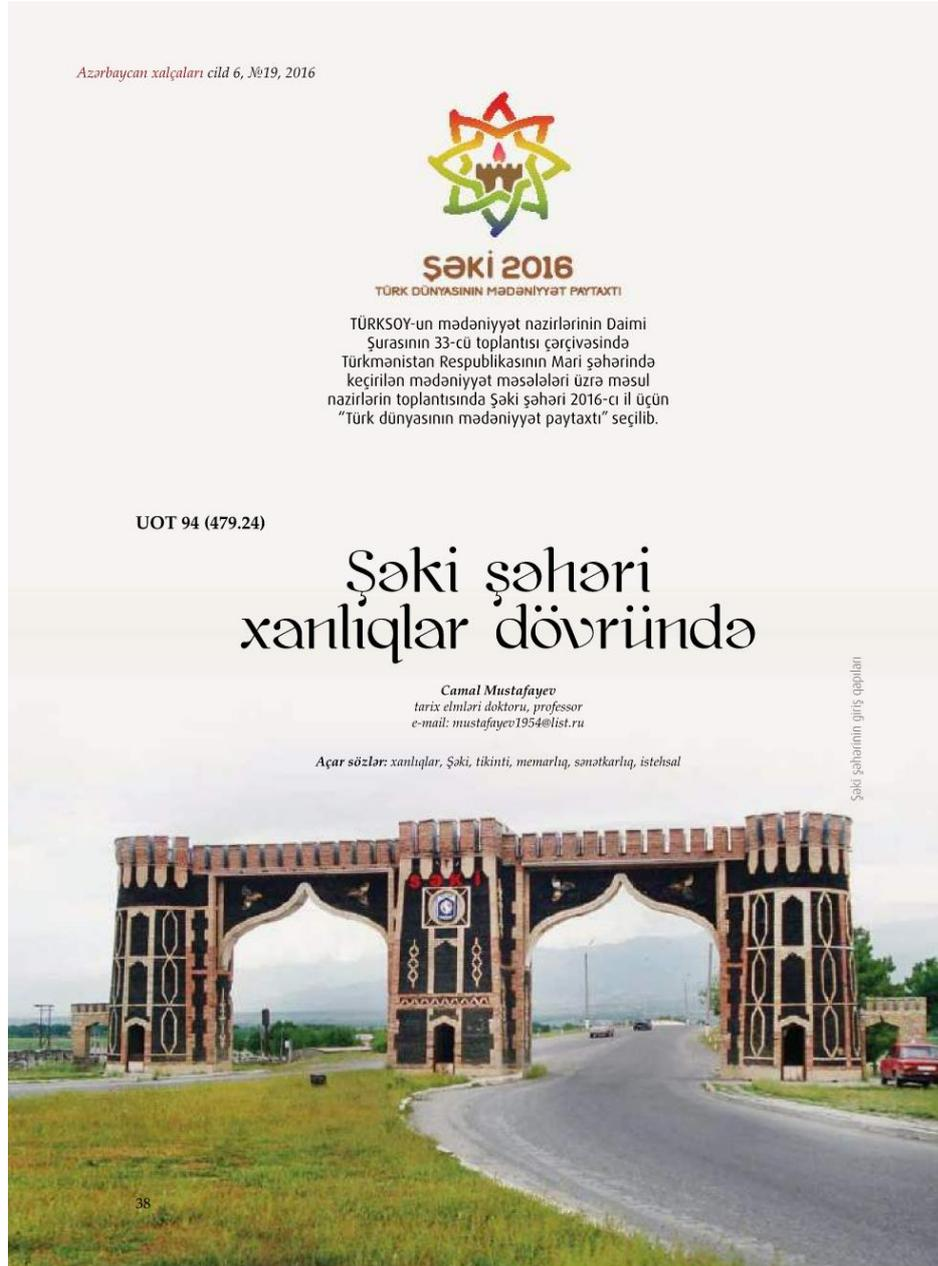 Azərbaycan xalçaları cild 6, №19, 2016
ŞƏKİ 2016
TÜRK DÜNYASININ MƏDƏNİYYƏT PAYTAXTI
TÜRKSOY-un mədəniyyət nazirlərinin Daimi
Şurasının 33-cü toplantısı çərçivəsində
Türkmənistan Respublikasının Mari şəhərində
keçirilən mədəniyyət məsələləri üzrə məsul
nazirlərin toplantısında Şəki şəhəri 2016-cı il üçün
“Türk dünyasının mədəniyyət paytaxtı” seçilib.
UOT 94 (479.24)
Şəki şəhəri
xanlıqlar dövründə
Camal Mustafayev
tarix elmləri doktoru, professor
e-mail: mustafayev1954@list.ru
Açar sözlər: xanlıqlar, Şəki, tikinti, memarlıq, sənətkarlıq, istehsal
Şəki şəhərinin giriş qapıları
ŞƏKİ
38